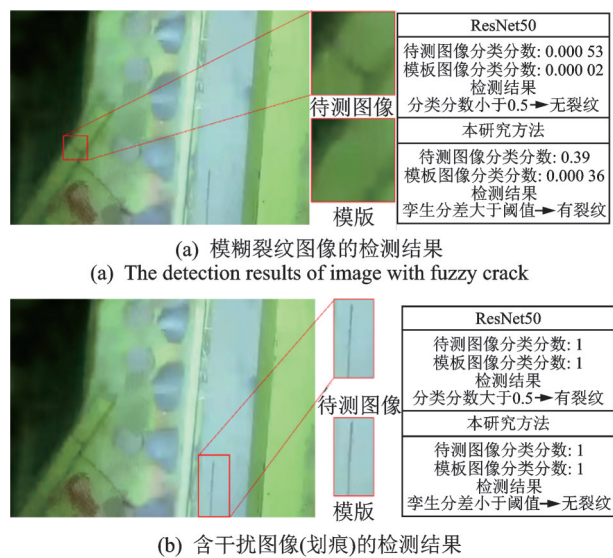 待测图像
模版
ResNet50
待测图像分类分数: 0.000 53
模板图像分类分数: 0.000 02
检测结果
分类分数小于0.5→无裂纹
本研究方法
待测图像分类分数: 0.39
模板图像分类分数: 0.000 36
检测结果
孪生分差大于阈值→有裂纹
(a) 模糊裂纹图像的检测结果
(a) The detection results of image with fuzzy crack
待测图像
模版
ResNet50
待测图像分类分数: 1
模板图像分类分数: 1
检测结果
分类分数大于0.5→有裂纹
本研究方法
待测图像分类分数: 1
模板图像分类分数: 1
检测结果
孪生分差小于阈值→无裂纹
(b) 含干扰图像(划痕)的检测结果